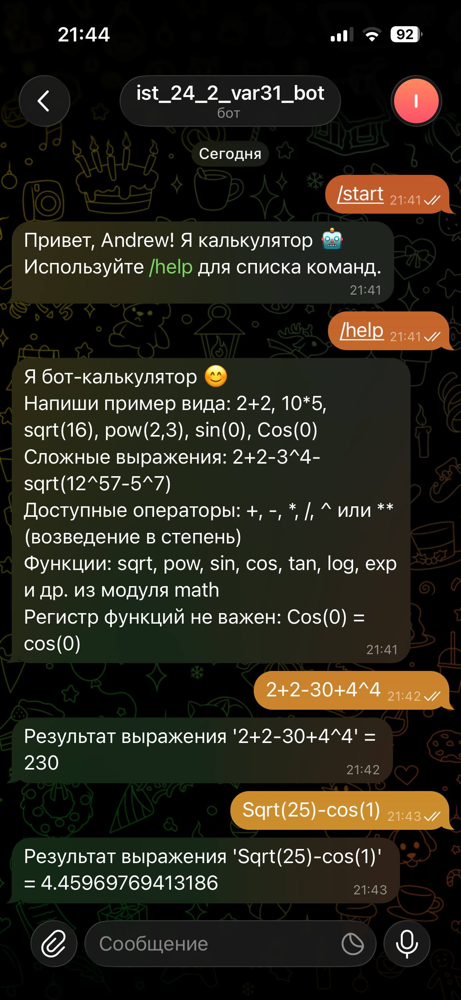 21:44
92
ist_24_2_var31_bot
бот
Сегодня
/start 21:41
Привет, Andrew! Я калькулятор 🤖
Используйте /help для списка команд.
21:41
/help 21:41
Я бот-калькулятор 😊
Напиши пример вида: 2+2, 10*5,
sqrt(16), pow(2,3), sin(0), Cos(0)
Сложные выражения: 2+2-3^4-
sqrt(12^57-5^7)
Доступные операторы: +, -, *, /, ^ или **
(возведение в степень)
Функции: sqrt, pow, sin, cos, tan, log, exp
и др. из модуля math
Регистр функций не важен: Cos(0) =
cos(0)
21:41
2+2-30+4^4 21:42
Результат выражения '2+2-30+4^4' =
230
21:42
Sqrt(25)-cos(1) 21:43
Результат выражения 'Sqrt(25)-cos(1)'
= 4.45969769413186
21:43
Сообщение